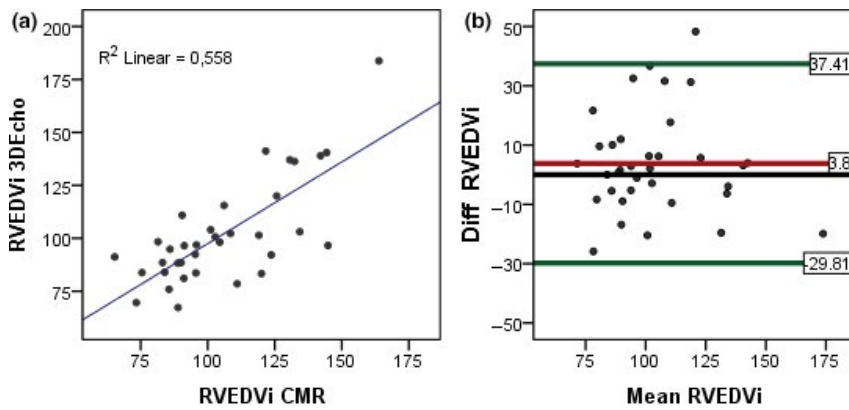 (a)
R² Linear = 0,558
RVEDVi 3DEcho
200
175
150
125
100
75
75 100 125 150 175
RVEDVi CMR
(b)
Diff RVEDVi
50
30
10
−10
−30
−50
37.41
3.8
-29.81
75 100 125 150 175
Mean RVEDVi